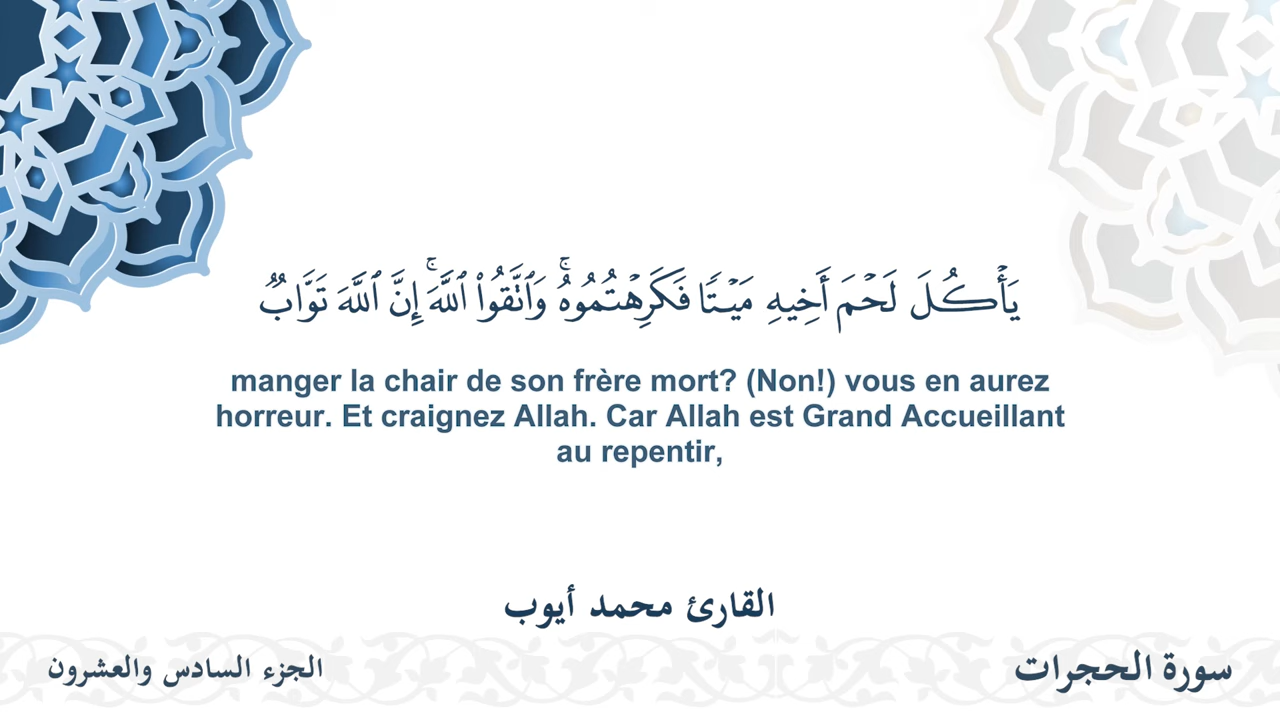 يَأۡكُلَ لَحۡمَ أَخِيهِ مَيۡتٗا فَكَرِهۡتُمُوهُۚ وَٱتَّقُواْ ٱللَّهَۚ إِنَّ ٱللَّهَ تَوَّابٞ
manger la chair de son frère mort? (Non!) vous en aurez
horreur. Et craignez Allah. Car Allah est Grand Accueillant
au repentir,
القارئ محمد أيوب
سورة الحجرات
الجزء السادس والعشرون